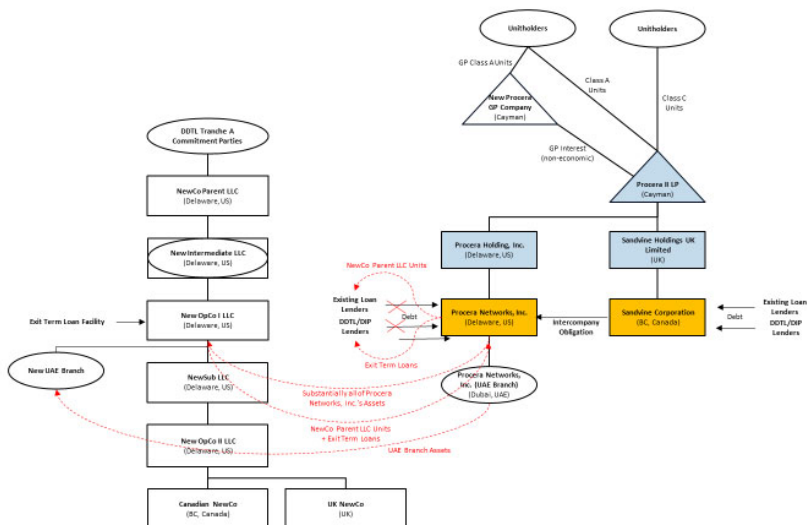 Unitholders
Unitholders
GP Class A Units
Class A
Units
Class C
Units
New Procera
GP Company
(Cayman)
GP Interest
(non-economic)
Procera II LP
(Cayman)
DDTL Tranche A
Commitment Parties
NewCo Parent LLC
(Delaware, US)
New Intermediate LLC
(Delaware, US)
Procera Holding, Inc.
(Delaware, US)
Sandvine Holdings UK
Limited
(UK)
NewCo Parent LLC Units
Exit Term Loan Facility
New OpCo I LLC
(Delaware, US)
Existing Loan
Lenders
Debt
DDTL/DIP
Lenders
Procera Networks, Inc.
(Delaware, US)
Intercompany
Obligation
Sandvine Corporation
(BC, Canada)
Existing Loan
Lenders
Debt
DDTL/DIP
Lenders
Exit Term Loans
New UAE Branch
NewSub LLC
(Delaware, US)
Substantially all of Procera
Networks, Inc.'s Assets
Procera Networks,
Inc. (UAE Branch)
(Dubai, UAE)
NewCo Parent LLC Units
+ Exit Term Loans
UAE Branch Assets
New OpCo II LLC
(Delaware, US)
Canadian NewCo
(BC, Canada)
UK NewCo
(UK)